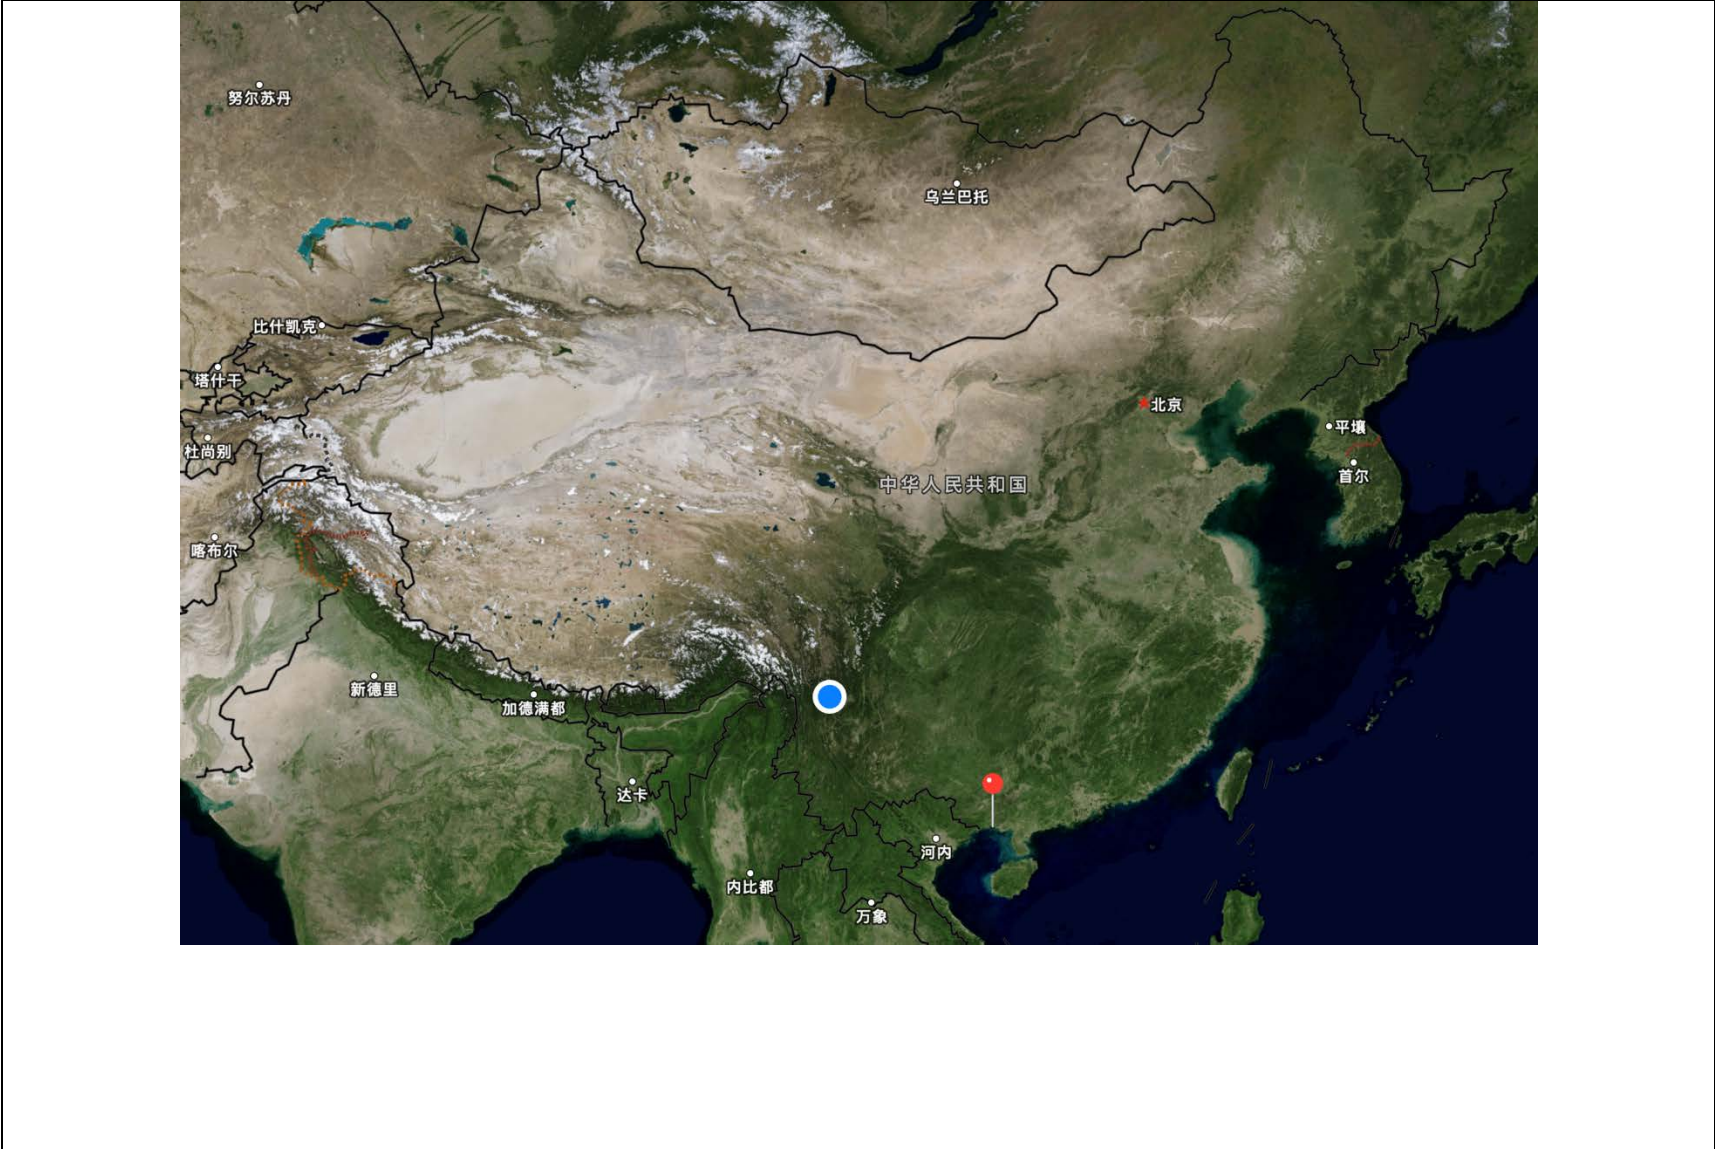 努尔苏丹
乌兰巴托
比什凯克
塔什干
北京
平壤
杜尚别
首尔
中华人民共和国
喀布尔
新德里
加德满都
达卡
河内
内比都
万象